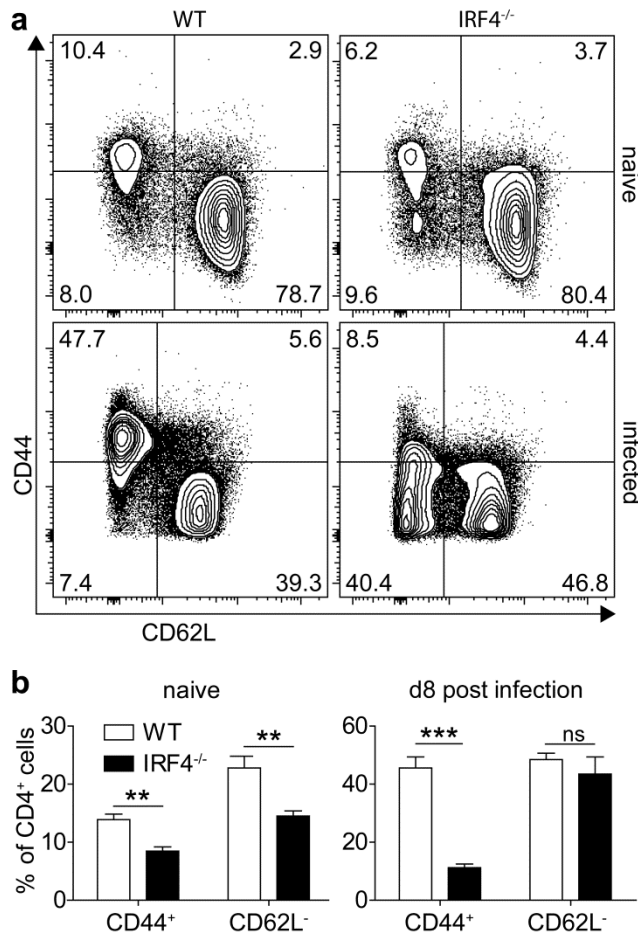 a
WT
IRF4-/-
10.4
2.9
6.2
3.7
naive
8.0
78.7
9.6
80.4
47.7
5.6
8.5
4.4
infected
CD44
7.4
39.3
40.4
46.8
CD62L
b
naive
d8 post infection
% of CD4+ cells
30
20
10
0
WT
IRF4-/-
**
**
CD44+
CD62L-
60
40
20
0
***
ns
CD44+
CD62L-